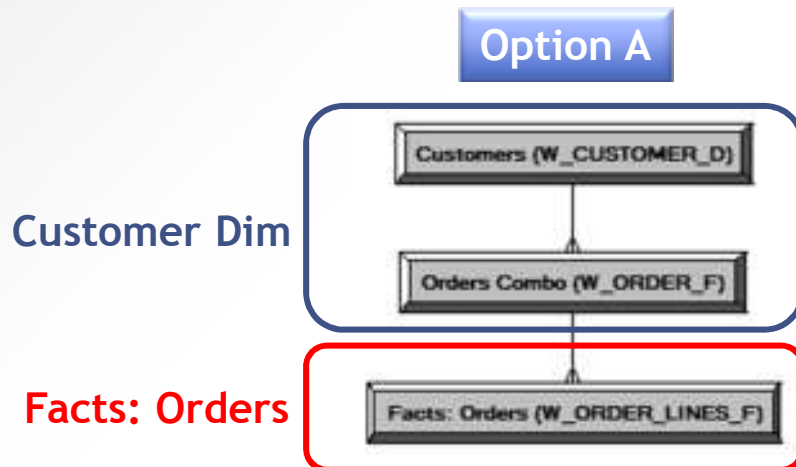 Option A
Customers (W_CUSTOMER_D)
Customer Dim
Orders Combo (W_ORDER_F)
Facts: Orders
Facts: Orders (W_ORDER_LINES_F)